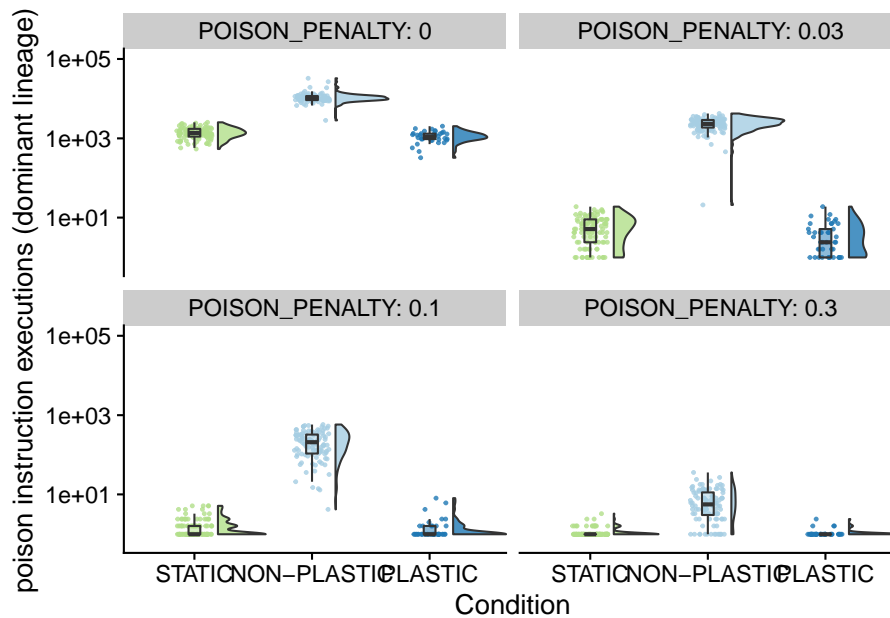 POISON_PENALTY: 0
POISON_PENALTY: 0.03
1e+05
1e+03
1e+01
POISON_PENALTY: 0.1
POISON_PENALTY: 0.3
1e+05
1e+03
1e+01
STATIC NON−PLASTIC PLASTIC
STATIC NON−PLASTIC PLASTIC
Condition
poison instruction executions (dominant lineage)